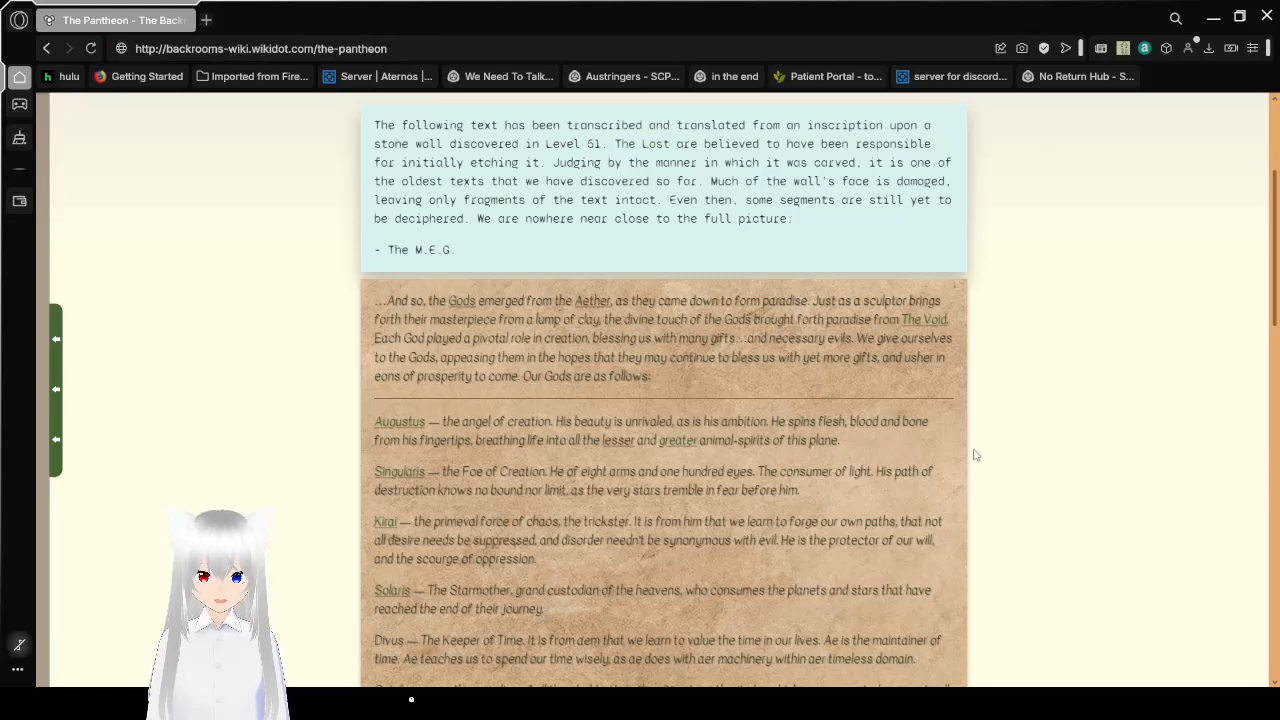 The Pantheon - The Backr
http://backrooms-wiki.wikidot.com/the-pantheon
hulu
Getting Started
Imported from Fire...
Server | Aternos |...
We Need To Talk...
Austringers - SCP...
in the end
Patient Portal - to...
server for discord...
No Return Hub - S...
The following text has been transcribed and translated from an inscription upon a
stone wall discovered in Level 51. The Lost are believed to have been responsible
for initially etching it. Judging by the manner in which it was carved, it is one of
the oldest texts that we have discovered so far. Much of the wall's face is damaged,
leaving only fragments of the text intact. Even then, some segments are still yet to
be deciphered. We are nowhere near close to the full picture.
- The M.E.G.
...And so, the Gods emerged from the Aether, as they came down to form paradise. Just as a sculptor brings
forth their masterpiece from a lump of clay, the divine touch of the Gods brought forth paradise from The Void.
Each God played a pivotal role in creation, blessing us with many gifts...and necessary evils. We give ourselves
to the Gods, appeasing them in the hopes that they may continue to bless us with yet more gifts, and usher in
eons of prosperity to come. Our Gods are as follows:
Augustus — the angel of creation. His beauty is unrivaled, as is his ambition. He spins flesh, blood and bone
from his fingertips, breathing life into all the lesser and greater animal-spirits of this plane.
Singularis — the Foe of Creation. He of eight arms and one hundred eyes. The consumer of light. His path of
destruction knows no bound nor limit, as the very stars tremble in fear before him.
Kirai — the primeval force of chaos, the trickster. It is from him that we learn to forge our own paths, that not
all desire needs be suppressed, and disorder needn't be synonymous with evil. He is the protector of our will,
and the scourge of oppression.
Solaris — The Starmother, grand custodian of the heavens, who consumes the planets and stars that have
reached the end of their journey.
Divus — The Keeper of Time. It is from aem that we learn to value the time in our lives. Ae is the maintainer of
time. Ae teaches us to spend our time wisely, as ae does with aer machinery within aer timeless domain.